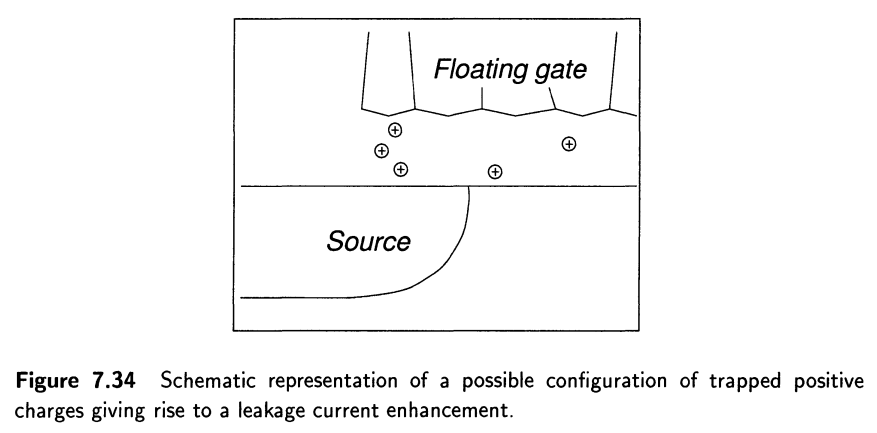 Floating gate
Source
Figure 7.34 Schematic representation of a possible configuration of trapped positive
charges giving rise to a leakage current enhancement.